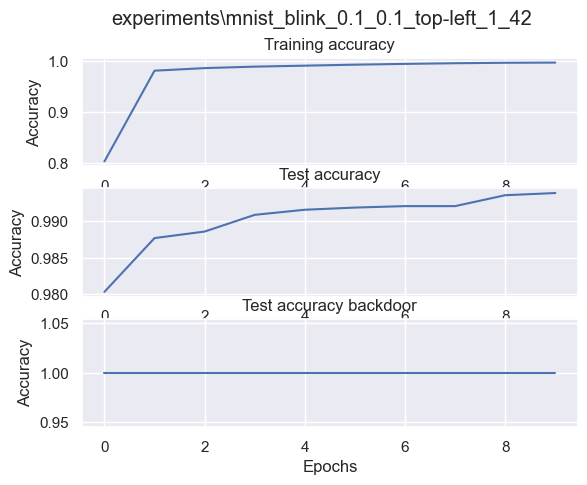 experiments\mnist_blink_0.1_0.1_top-left_1_42
Training accuracy
1.0
0.9
0.8
Accuracy
0 2 4 6 8
Test accuracy
0.990
0.985
0.980
Accuracy
0 2 4 6 8
Test accuracy backdoor
1.05
1.00
0.95
Accuracy
0 2 4 6 8
Epochs